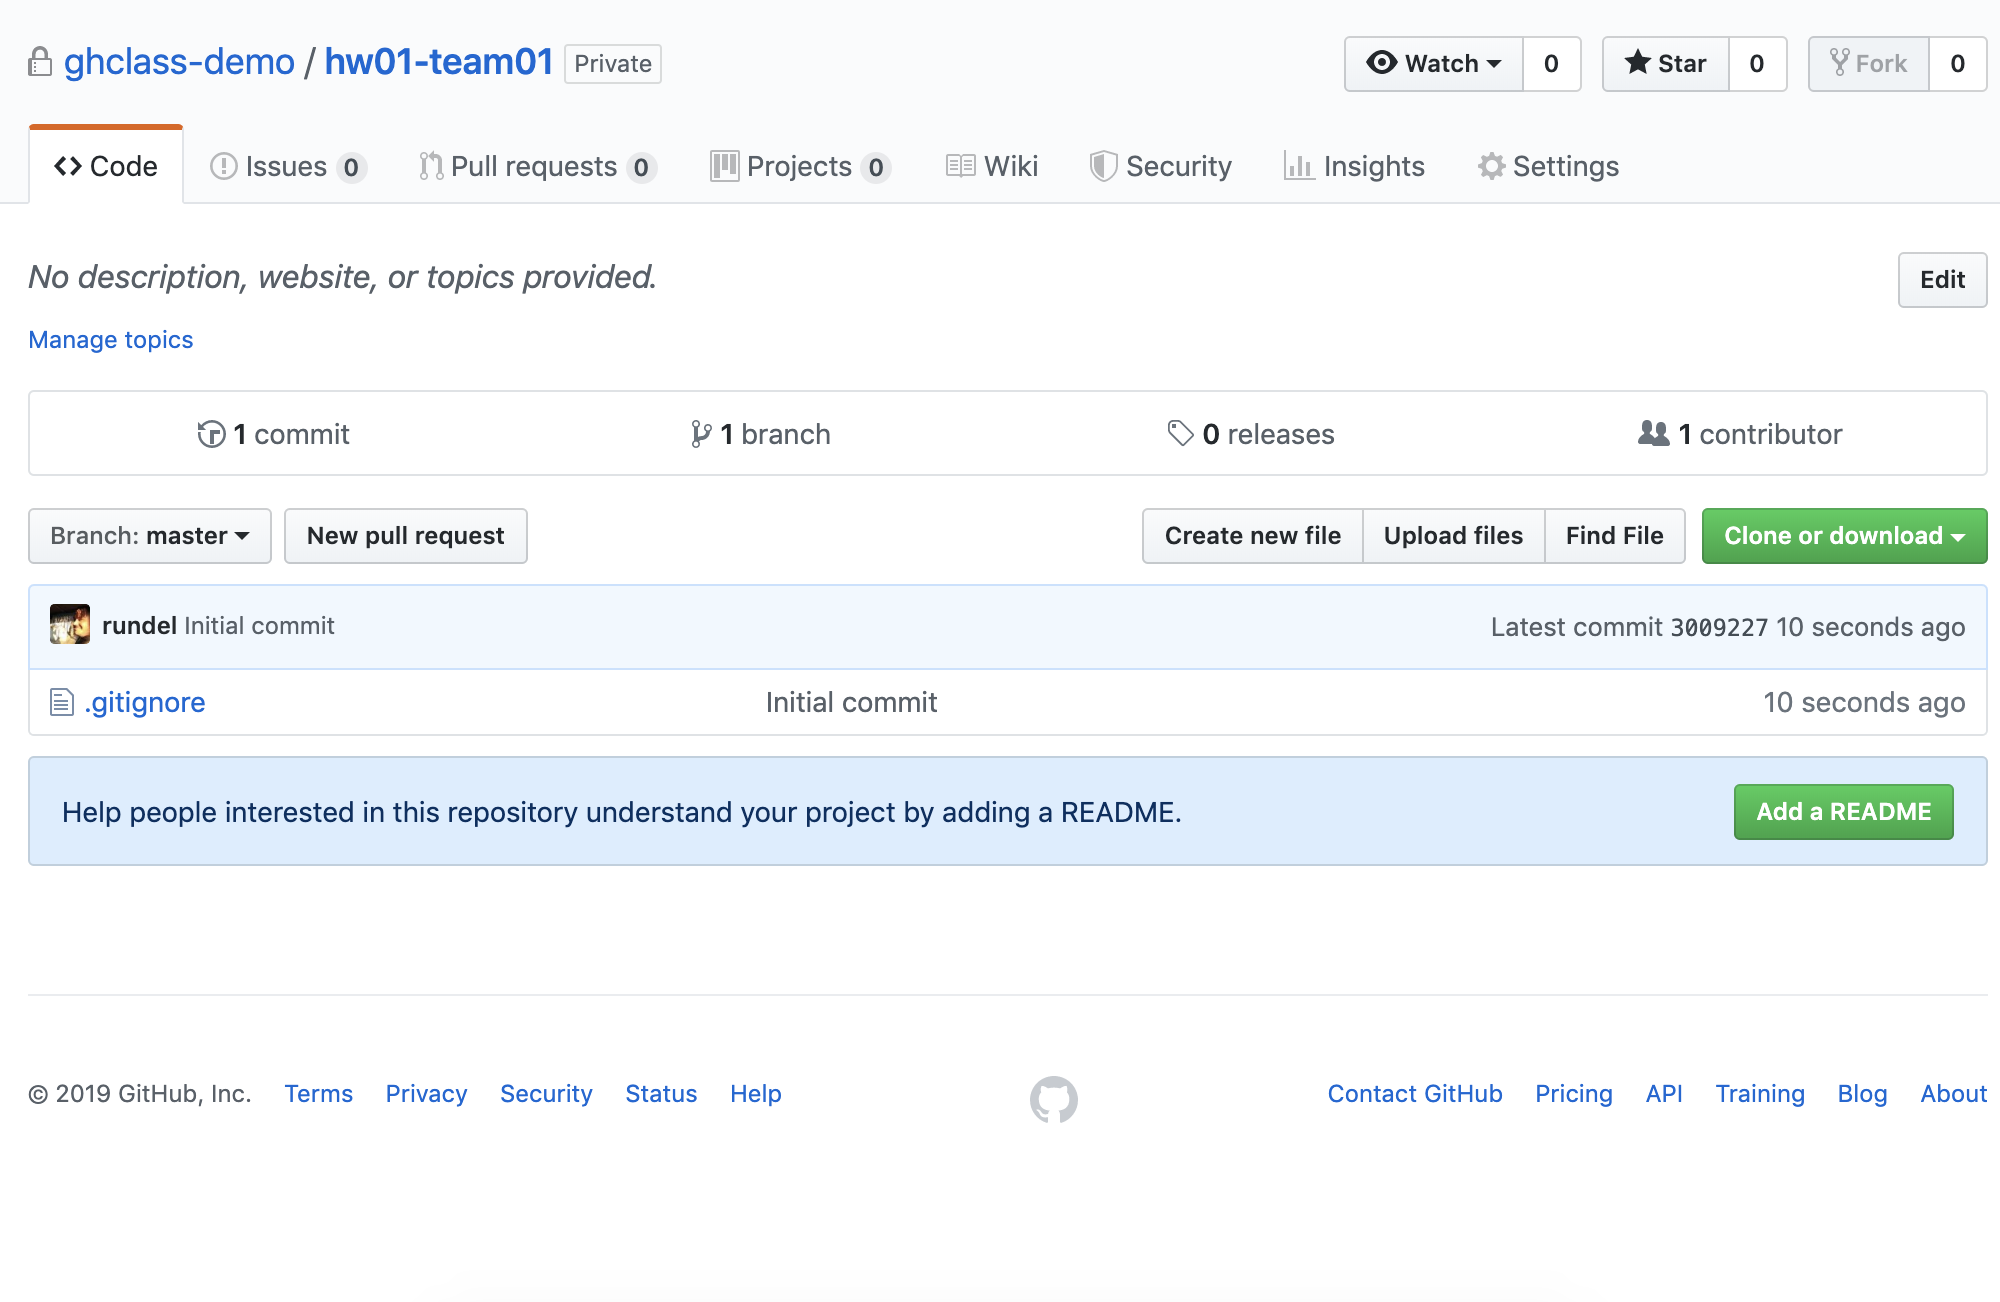 ghclass-demo / hw01-team01 Private Watch 0 Star 0 Fork 0
Code Issues 0 Pull requests 0 Projects 0 Wiki Security Insights Settings
No description, website, or topics provided. Edit
Manage topics
1 commit 1 branch 0 releases 1 contributor
Branch: master New pull request Create new file Upload files Find File Clone or download
rundel Initial commit Latest commit 3009227 10 seconds ago
.gitignore Initial commit 10 seconds ago
Help people interested in this repository understand your project by adding a README. Add a README
© 2019 GitHub, Inc. Terms Privacy Security Status Help Contact GitHub Pricing API Training Blog About